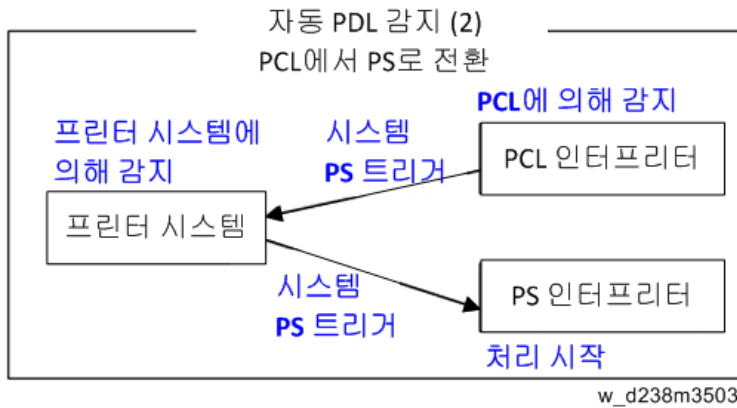 자동 PDL 감지 (2)
PCL에서 PS로 전환
PCL에 의해 감지
프린터 시스템에
의해 감지
시스템
PS 트리거
PCL 인터프리터
프린터 시스템
시스템
PS 트리거
PS 인터프리터
처리 시작
w_d238m3503